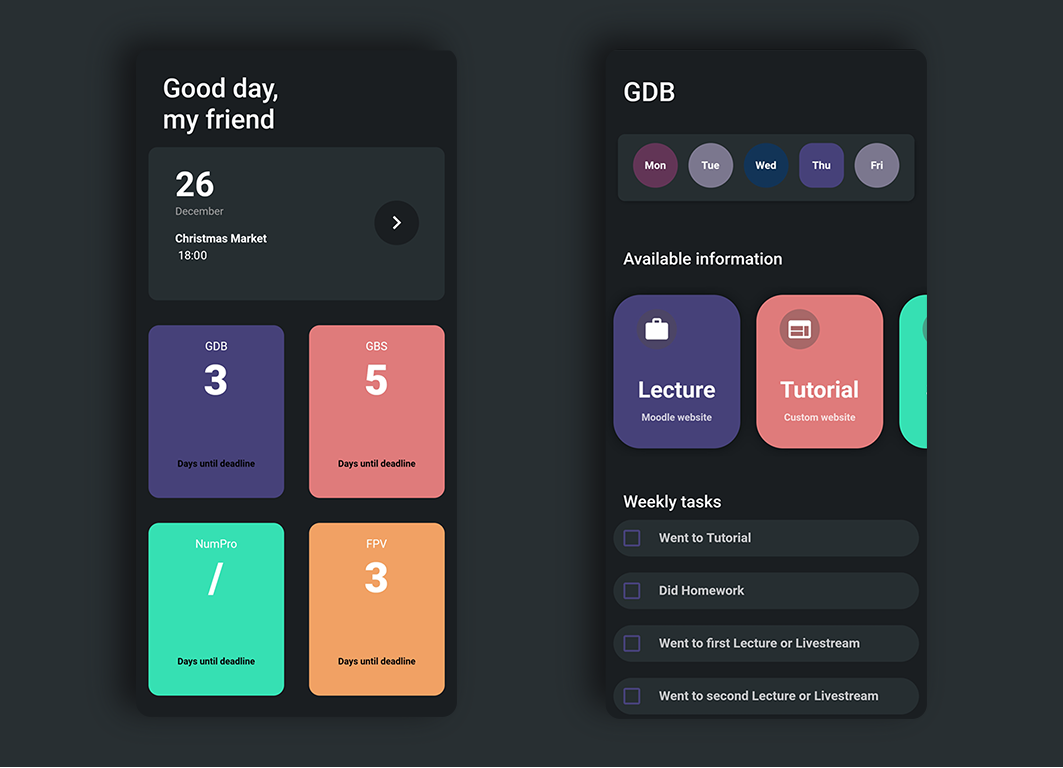 Good day,
my friend
26
December
Christmas Market
18:00
GDB
3
Days until deadline
GBS
5
Days until deadline
NumPro
/
Days until deadline
FPV
3
Days until deadline
GDB
Mon Tue Wed Thu Fri
Available information
Lecture
Moodle website
Tutorial
Custom website
Weekly tasks
Went to Tutorial
Did Homework
Went to first Lecture or Livestream
Went to second Lecture or Livestream